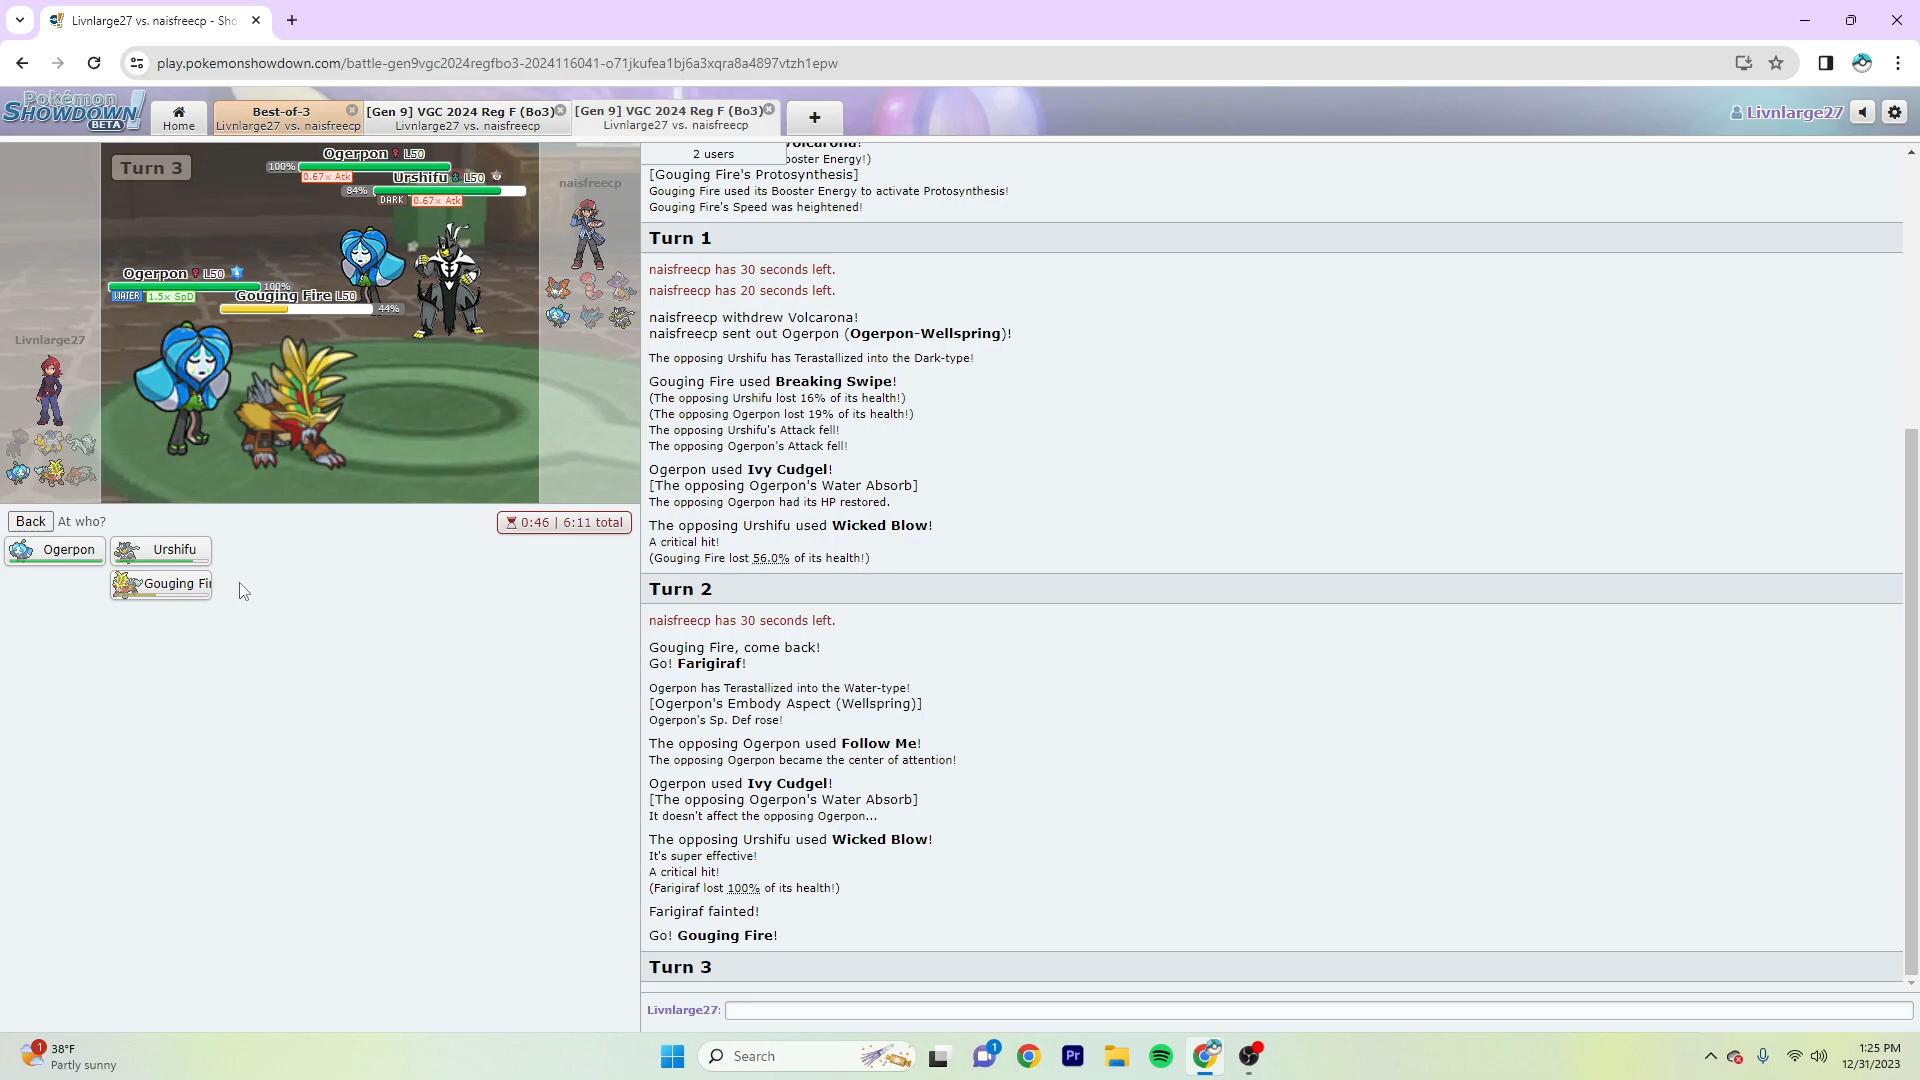 Livnlarge27 vs. naisfreecp - Sho
play.pokemonshowdown.com/battle-gen9vgc2024regfbo3-2024116041-o71jkufea1bj6a3xqra8a4897vtzh1epw
Pokémon
SHOWDOWN!
BETA
Home
Best-of-3
Livnlarge27 vs. naisfreecp
[Gen 9] VGC 2024 Reg F (Bo3)
Livnlarge27 vs. naisfreecp
[Gen 9] VGC 2024 Reg F (Bo3)
Livnlarge27 vs. naisfreecp
+
Livnlarge27
Turn 3
Ogerpon L50
100%
0.67× Atk
Urshifu L50
84%
DARK 0.67× Atk
naisfreecp
Ogerpon L50
100%
WATER 1.5× SpD
Gouging Fire L50
44%
Livnlarge27
Back At who?
0:46 | 6:11 total
Ogerpon
Urshifu
Gouging Fir
2 users
ooster Energy!)
[Gouging Fire's Protosynthesis]
Gouging Fire used its Booster Energy to activate Protosynthesis!
Gouging Fire's Speed was heightened!
Turn 1
naisfreecp has 30 seconds left.
naisfreecp has 20 seconds left.
naisfreecp withdrew Volcarona!
naisfreecp sent out Ogerpon (Ogerpon-Wellspring)!
The opposing Urshifu has Terastallized into the Dark-type!
Gouging Fire used Breaking Swipe!
(The opposing Urshifu lost 16% of its health!)
(The opposing Ogerpon lost 19% of its health!)
The opposing Urshifu's Attack fell!
The opposing Ogerpon's Attack fell!
Ogerpon used Ivy Cudgel!
[The opposing Ogerpon's Water Absorb]
The opposing Ogerpon had its HP restored.
The opposing Urshifu used Wicked Blow!
A critical hit!
(Gouging Fire lost 56.0% of its health!)
Turn 2
naisfreecp has 30 seconds left.
Gouging Fire, come back!
Go! Farigiraf!
Ogerpon has Terastallized into the Water-type!
[Ogerpon's Embody Aspect (Wellspring)]
Ogerpon's Sp. Def rose!
The opposing Ogerpon used Follow Me!
The opposing Ogerpon became the center of attention!
Ogerpon used Ivy Cudgel!
[The opposing Ogerpon's Water Absorb]
It doesn't affect the opposing Ogerpon...
The opposing Urshifu used Wicked Blow!
It's super effective!
A critical hit!
(Farigiraf lost 100% of its health!)
Farigiraf fainted!
Go! Gouging Fire!
Turn 3
Livnlarge27:
1
38°F
Partly sunny
Search
1
Pr
1:25 PM
12/31/2023